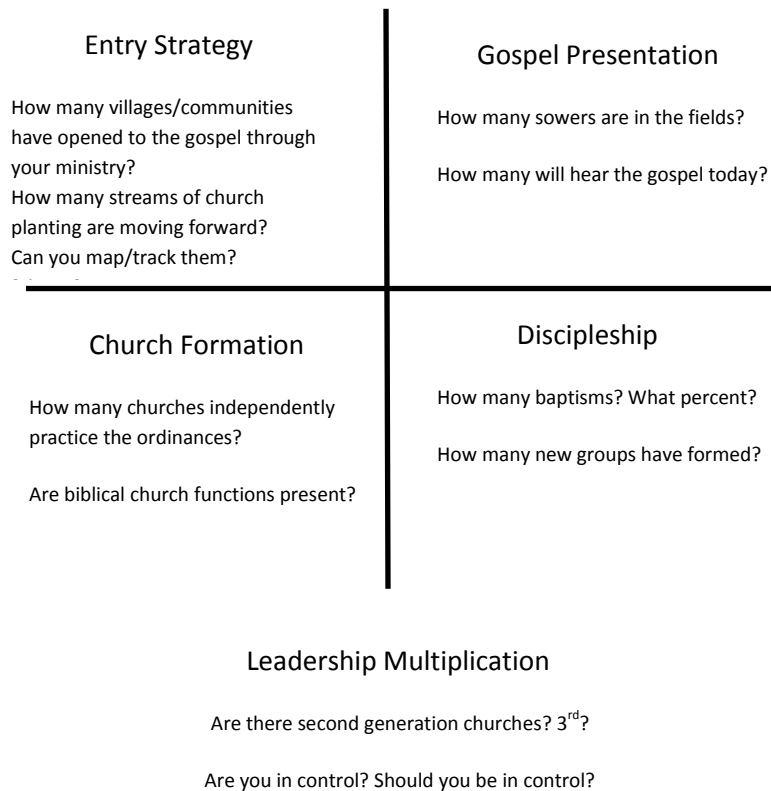 Entry Strategy
How many villages/communities
have opened to the gospel through
your ministry?
How many streams of church
planting are moving forward?
Can you map/track them?
Gospel Presentation
How many sowers are in the fields?
How many will hear the gospel today?
Church Formation
How many churches independently
practice the ordinances?
Are biblical church functions present?
Discipleship
How many baptisms? What percent?
How many new groups have formed?
Leadership Multiplication
Are there second generation churches? 3rd?
Are you in control? Should you be in control?